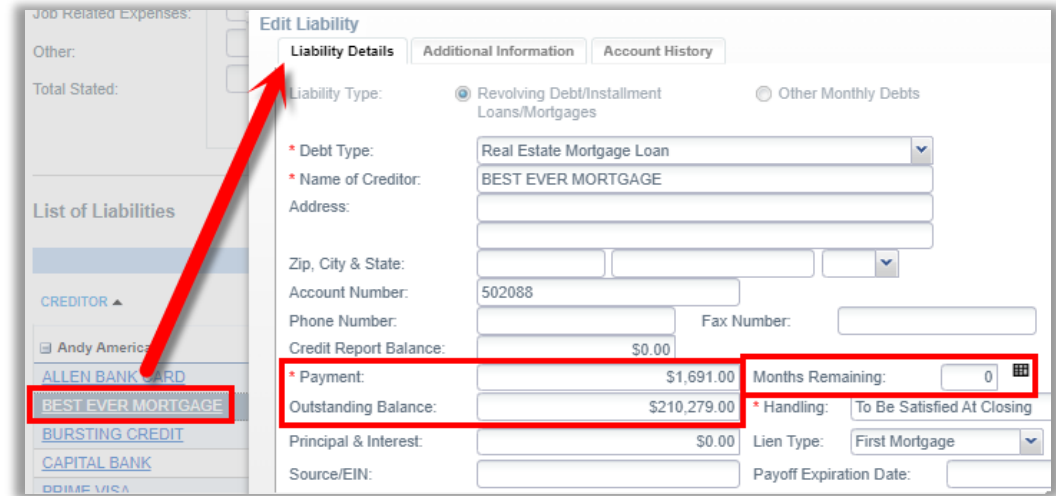 Job Related Expenses:
Other:
Total Stated:
List of Liabilities
CREDITOR
Andy America
ALLEN BANK CARD
BEST EVER MORTGAGE
BURSTING CREDIT
CAPITAL BANK
PRIME VISA
Edit Liability
Liability Details Additional Information Account History
Liability Type: Revolving Debt/Installment Other Monthly Debts
Loans/Mortgages
* Debt Type: Real Estate Mortgage Loan
* Name of Creditor: BEST EVER MORTGAGE
Address:
Zip, City & State:
Account Number: 502088
Phone Number: Fax Number:
Credit Report Balance: $0.00
* Payment: $1,691.00 Months Remaining: 0
Outstanding Balance: $210,279.00 * Handling: To Be Satisfied At Closing
Principal & Interest: $0.00 Lien Type: First Mortgage
Source/EIN: Payoff Expiration Date: